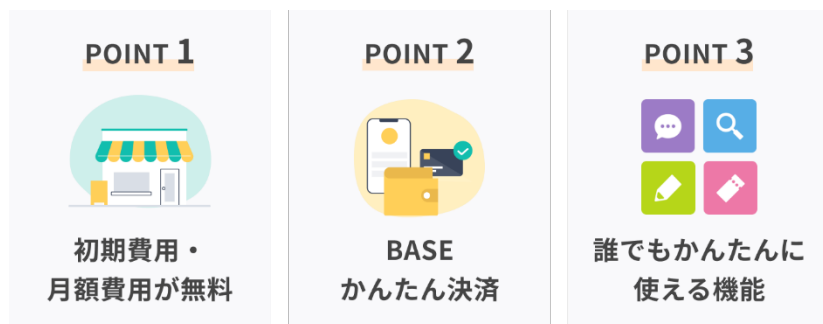 POINT 1
初期費用・
月額費用が無料
POINT 2
BASE
かんたん決済
POINT 3
誰でもかんたんに
使える機能